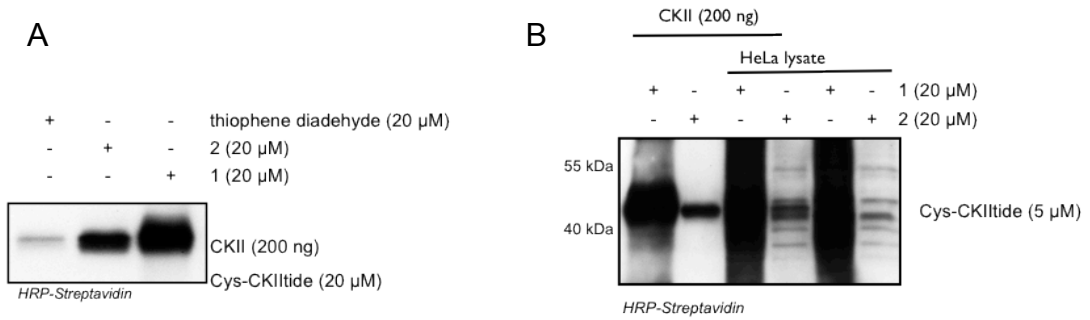 A
+ - - thiophene diadehyde (20 µM)
- + - 2 (20 µM)
- - + 1 (20 µM)
CKII (200 ng)
Cys-CKIItide (20 µM)
HRP-Streptavidin
B
CKII (200 ng)
HeLa lysate
+ - + - + - 1 (20 µM)
- + - + - + 2 (20 µM)
55 kDa
40 kDa
Cys-CKIItide (5 µM)
HRP-Streptavidin